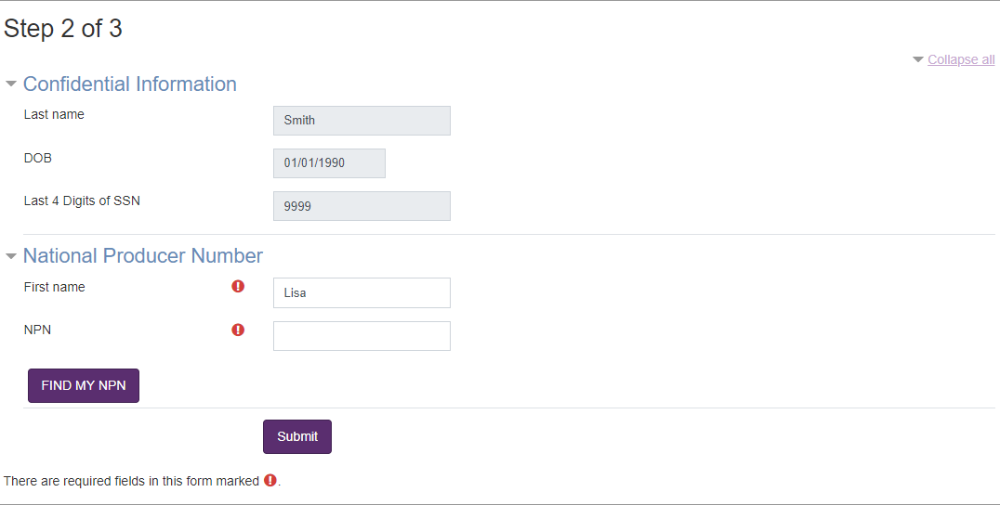 Step 2 of 3
Collapse all
Confidential Information
Last name
Smith
DOB
01/01/1990
Last 4 Digits of SSN
9999
National Producer Number
First name
Lisa
NPN
FIND MY NPN
Submit
There are required fields in this form marked .